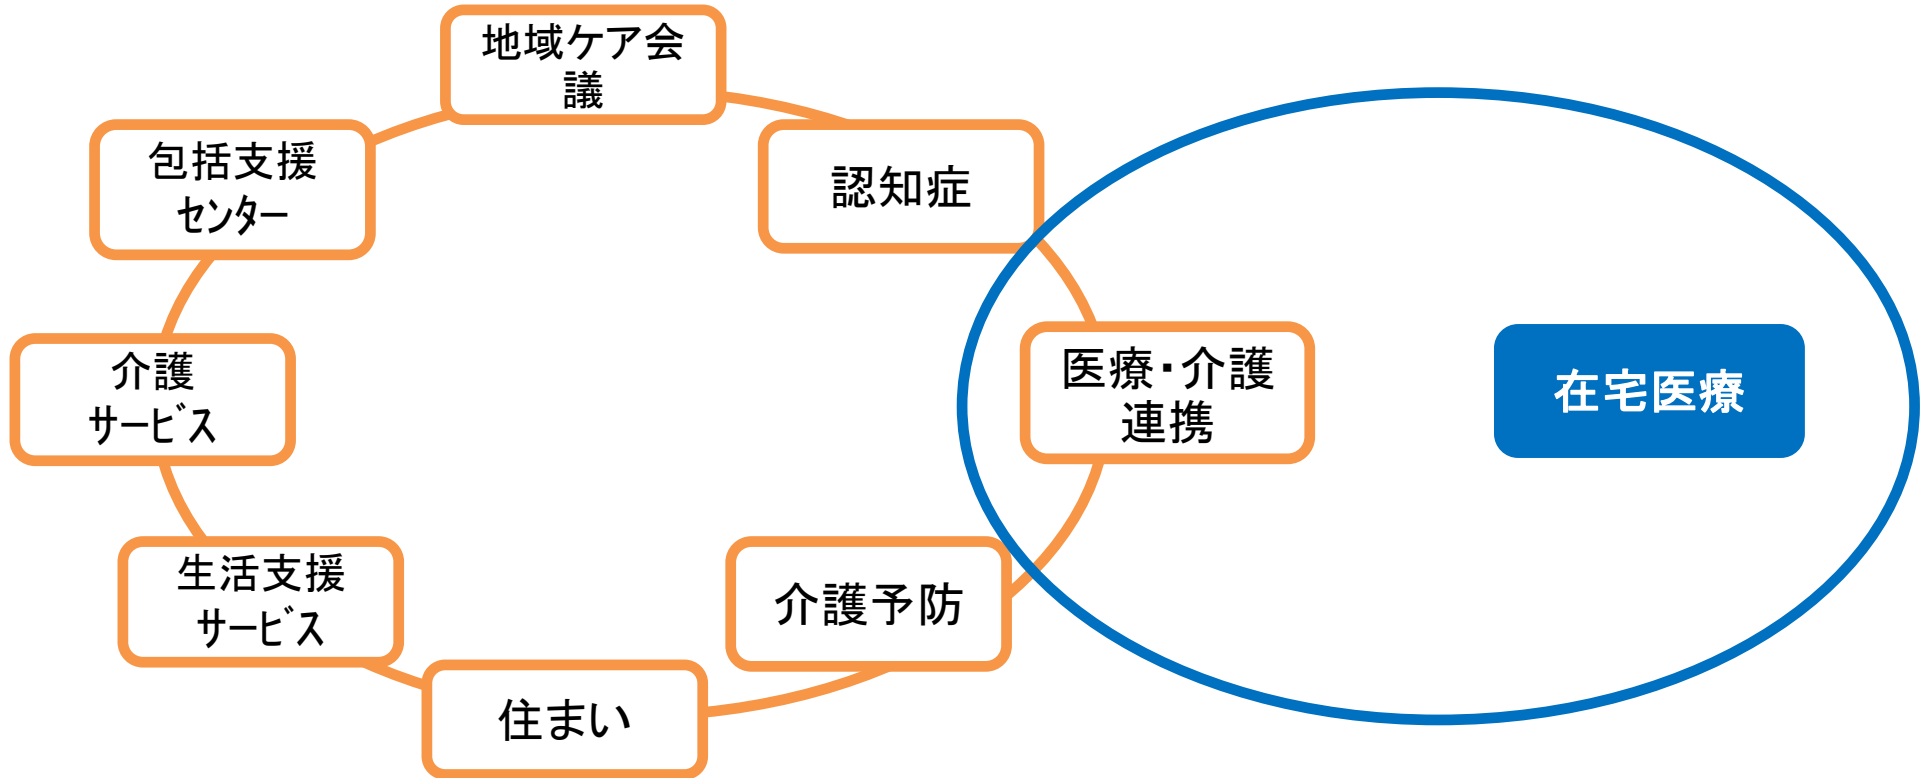 地域ケア会
議
包括支援
センター
認知症
介護
サービス
医療・介護
連携
在宅医療
生活支援
サービス
介護予防
住まい